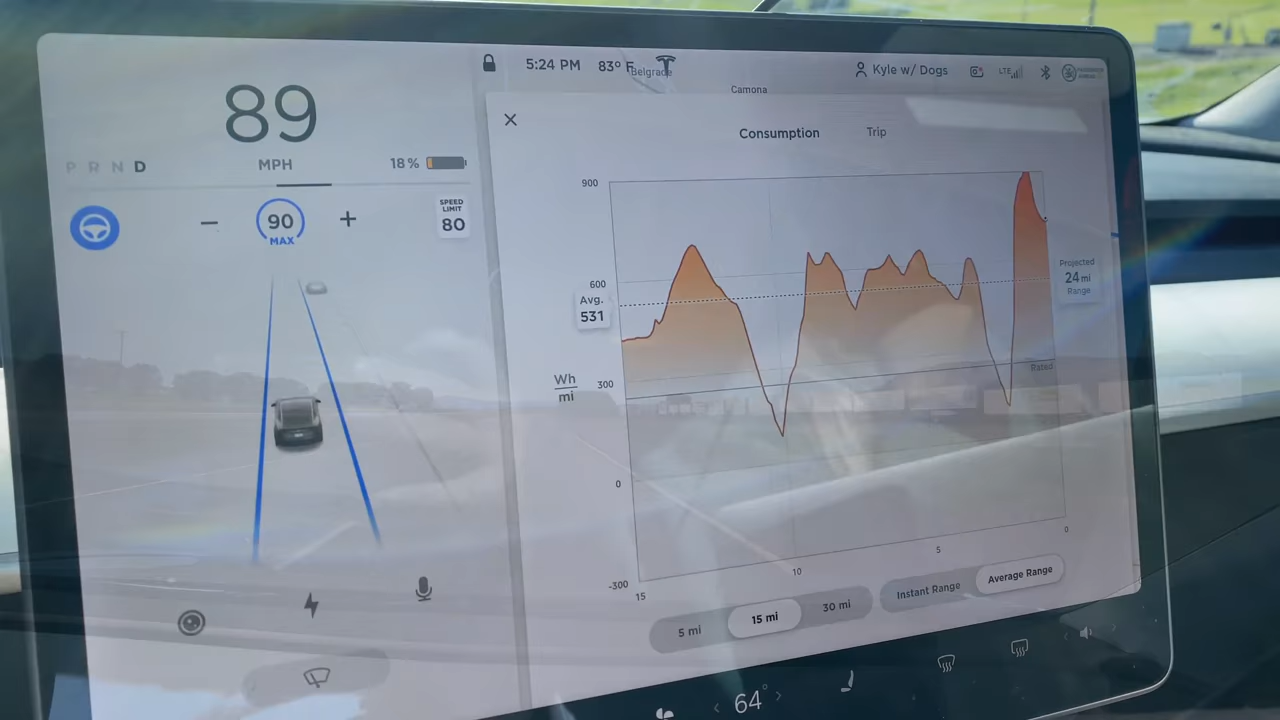 5:24 PM 83° F
Belgrade
Camona
Kyle w/ Dogs
LTE
89
MPH
P R N D
18%
90
MAX
SPEED
LIMIT
80
Consumption
Trip
900
600
300
0
-300
Avg.
531
Wh
mi
Projected
24 mi
Range
Rated
15
10
5
0
5 mi
15 mi
30 mi
Instant Range
Average Range
64°